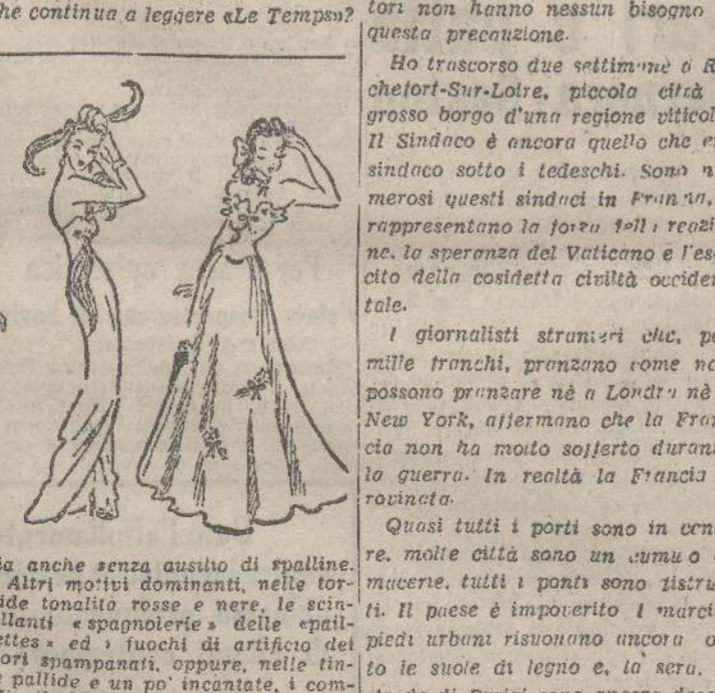 he continua a leggere «Le Temps»?
ia anche senza ausilio di spalline.
Altri motivi dominanti, nelle tor-
ide tonalità rosse e nere, le scin-
llanti «spagnolerie» delle «pail-
ettes» ed i fuochi di artificio dei
ori spampanati, oppure, nelle tin-
e pallide e un po' incantate, i com-
tori non hanno nessun bisogno
questa precauzione.
Ho trascorso due settimane a R
chefort-Sur-Loire, piccola città
grosso borgo d'una regione viticol
Il Sindaco è ancora quello che e
sindaco sotto i tedeschi. Sono n
merosi questi sindaci in Francia,
rappresentano la forza reazi
ne, la speranza del Vaticano e l'es
cito della cosidetta civiltà occiden
tale.
I giornalisti stranieri che, pe
mille franchi, pranzano come no
possono pranzare nè a Londra nè
New York, affermano che la Fran
cia non ha molto sofferto durant
la guerra. In realtà la Francia
rovinata.
Quasi tutti i porti sono in cene
re, molte città sono un cumulo
macerie, tutti i ponti sono distru
ti. Il paese è impoverito I marci
piedi urbani risuonano ancora
to le suole di legno e, la sera,